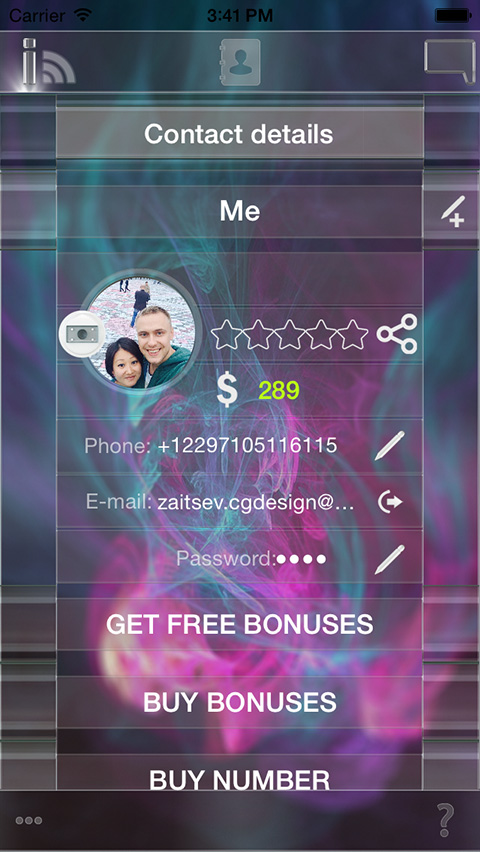 Carrier 3:41 PM
i
Contact details
Me
$ 289
Phone: +12297105116115
E-mail: zaitsev.cgdesign@...
Password:●●●●
GET FREE BONUSES
BUY BONUSES
BUY NUMBER
?